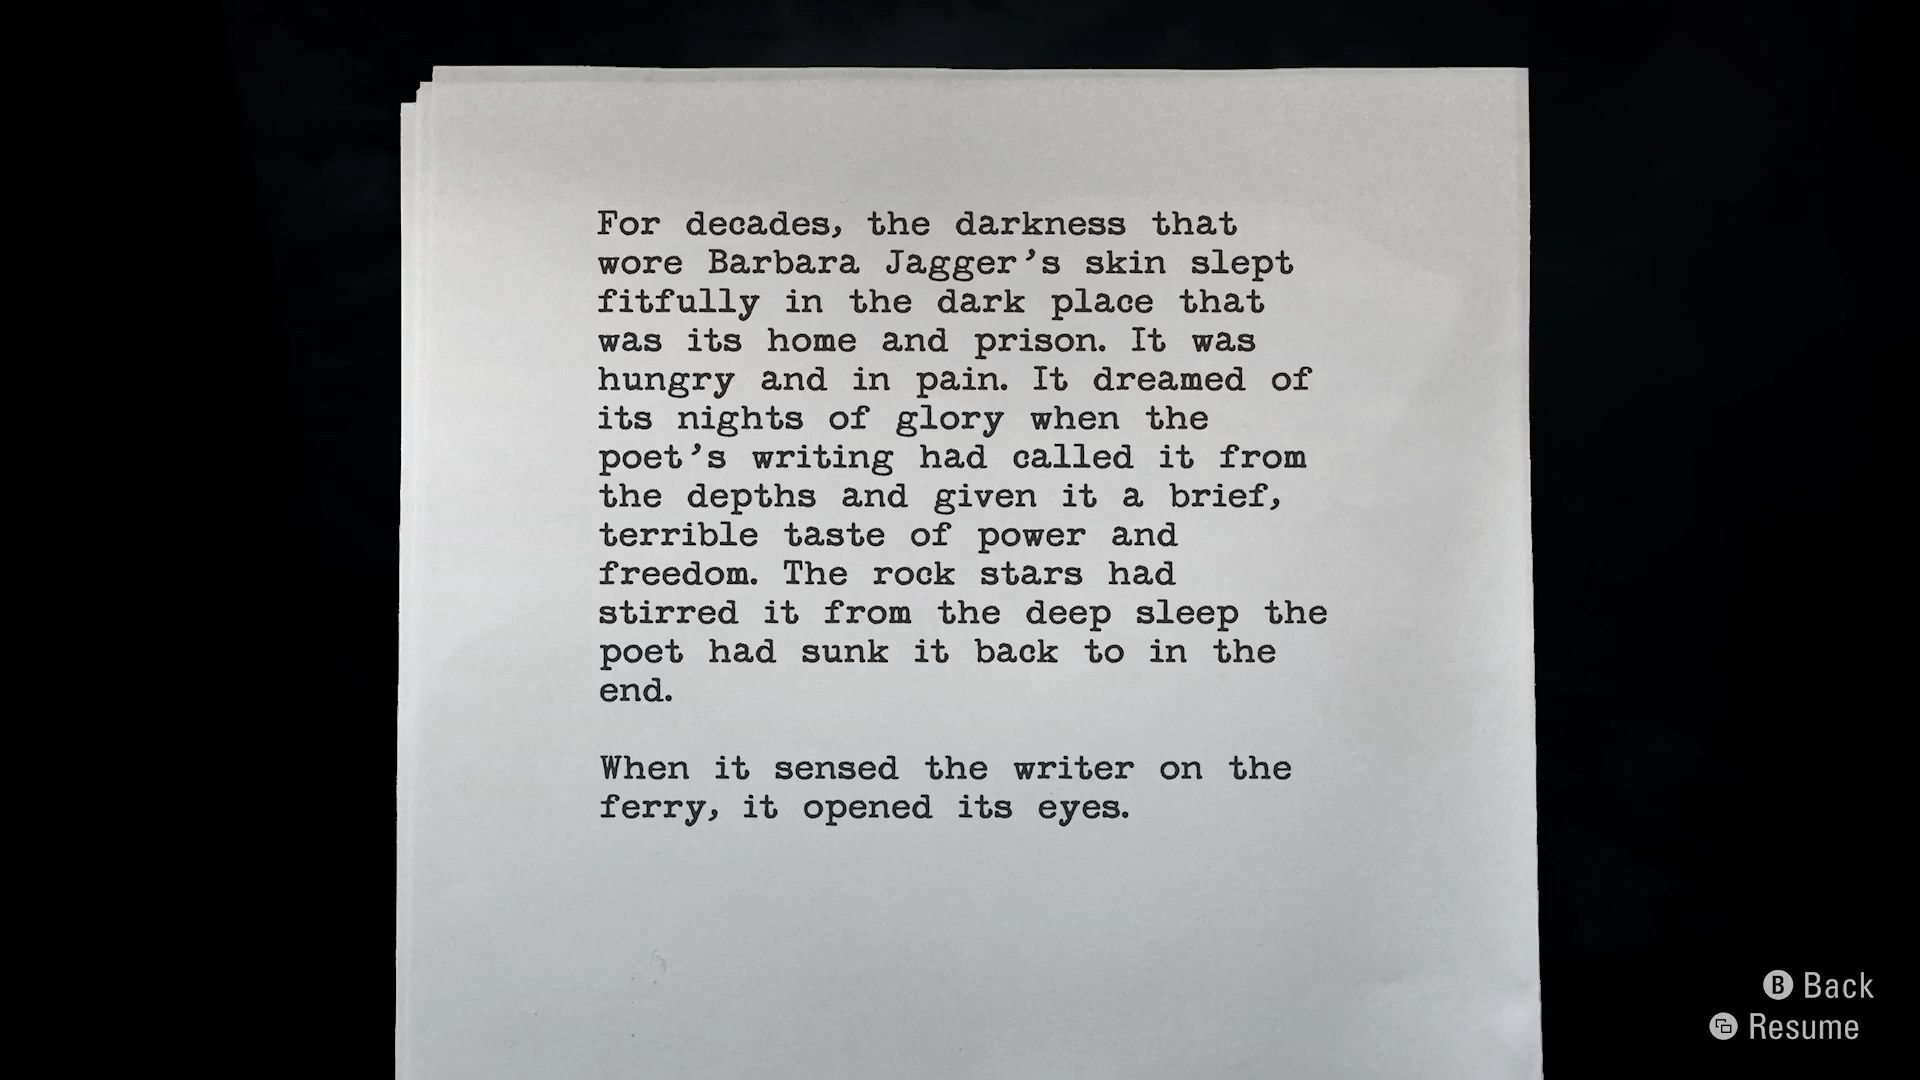 For decades, the darkness that
wore Barbara Jagger’s skin slept
fitfully in the dark place that
was its home and prison. It was
hungry and in pain. It dreamed of
its nights of glory when the
poet’s writing had called it from
the depths and given it a brief,
terrible taste of power and
freedom. The rock stars had
stirred it from the deep sleep the
poet had sunk it back to in the
end.

When it sensed the writer on the
ferry, it opened its eyes.
B Back
Resume